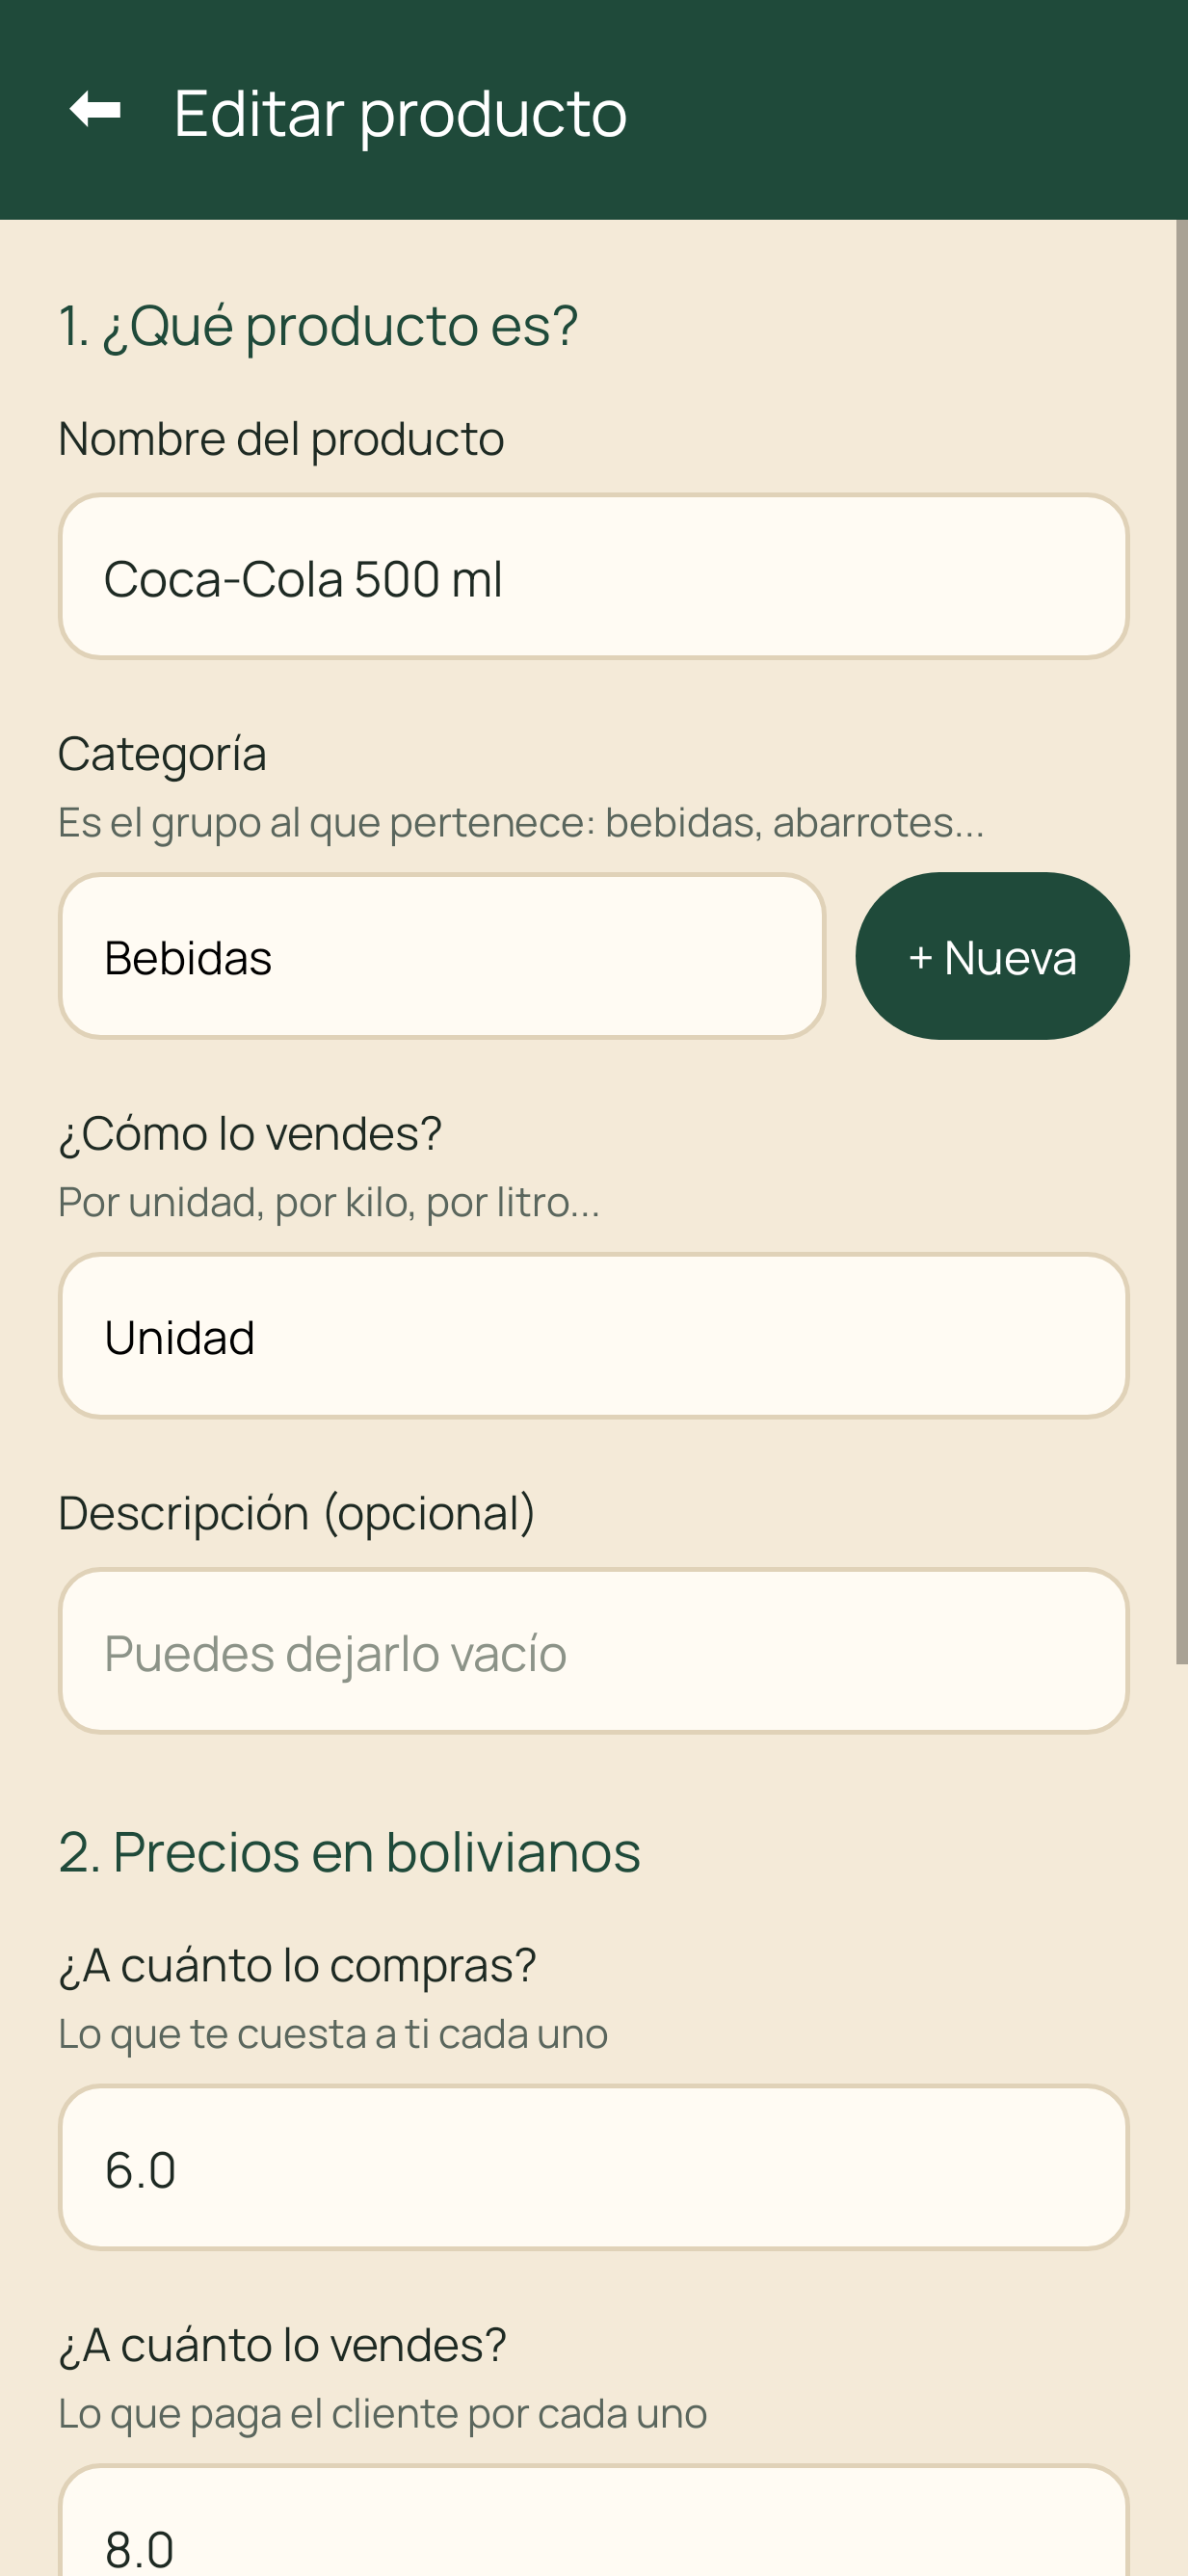 Editar producto
1. ¿Qué producto es?
Nombre del producto
Coca-Cola 500 ml
Categoría
Es el grupo al que pertenece: bebidas, abarrotes...
Bebidas
+ Nueva
¿Cómo lo vendes?
Por unidad, por kilo, por litro...
Unidad
Descripción (opcional)
Puedes dejarlo vacío
2. Precios en bolivianos
¿A cuánto lo compras?
Lo que te cuesta a ti cada uno
6.0
¿A cuánto lo vendes?
Lo que paga el cliente por cada uno
8.0